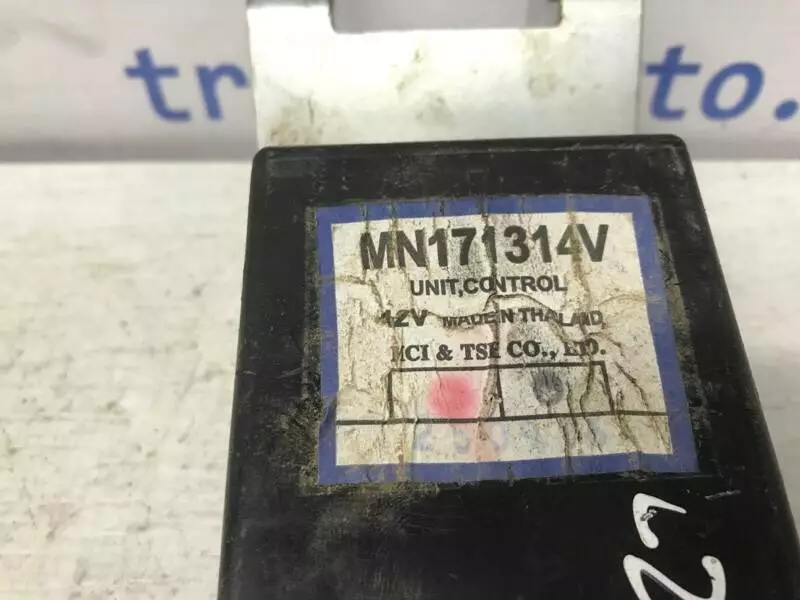 tr to.
MN171314V
UNIT,CONTROL
12V MADE IN THAILAND
MCI & TSE CO., LTD.